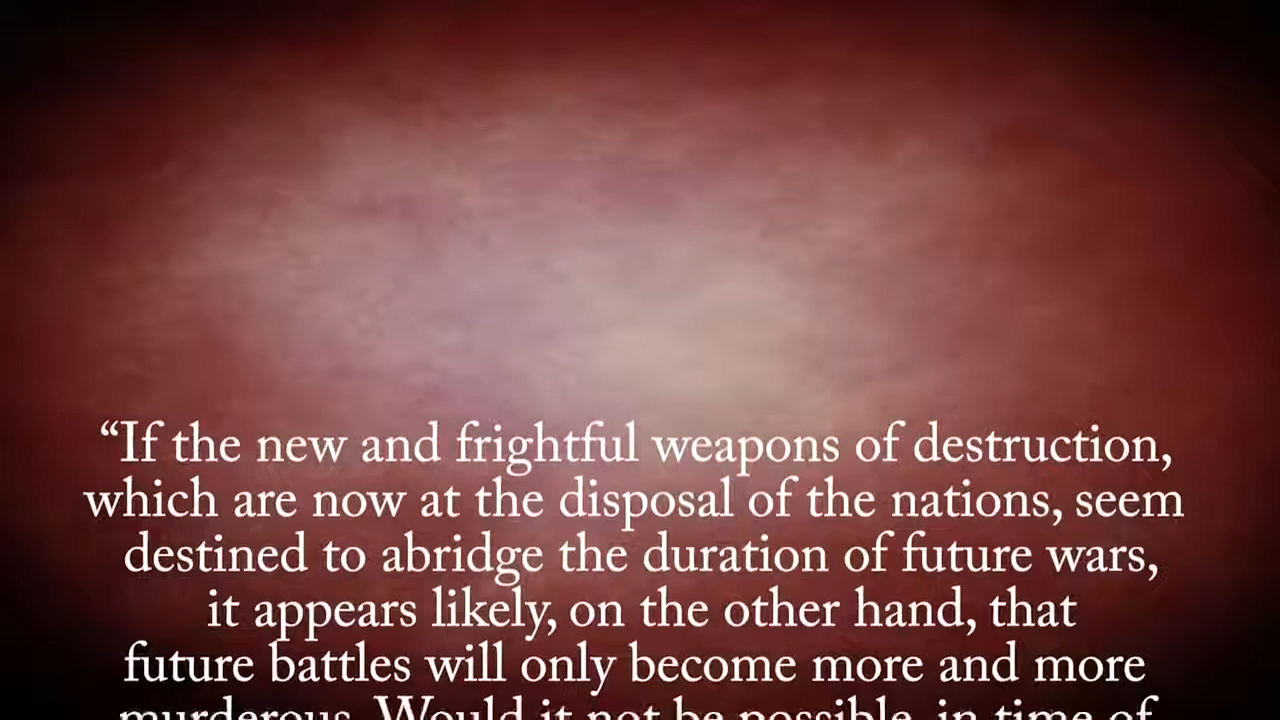 “If the new and frightful weapons of destruction,
which are now at the disposal of the nations, seem
destined to abridge the duration of future wars,
it appears likely, on the other hand, that
future battles will only become more and more
murderous. Would it not be possible, in time of